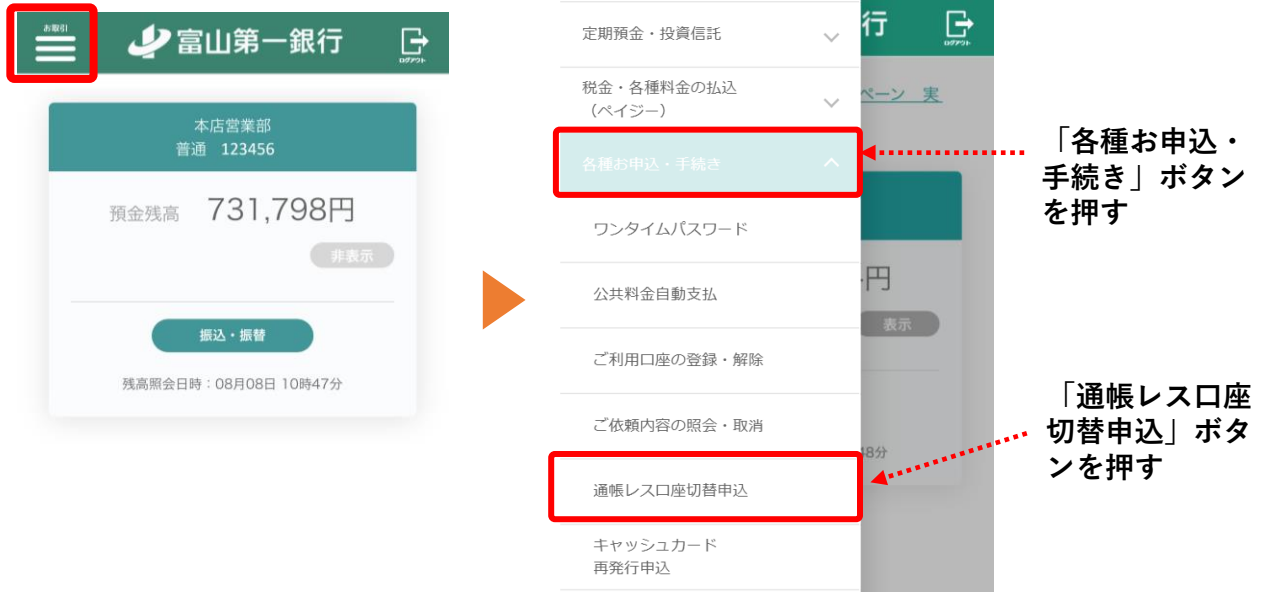 お取引
富山第一銀行
ログアウト
本店営業部
普通 123456
預金残高 731,798円
非表示
振込・振替
残高照会日時：08月08日 10時47分
定期預金・投資信託
税金・各種料金の払込
（ペイジー）
各種お申込・手続き
ワンタイムパスワード
公共料金自動支払
ご利用口座の登録・解除
ご依頼内容の照会・取消
通帳レス口座切替申込
キャッシュカード
再発行申込
行
ログアウト
ペーン 実
円
表示
48分
「各種お申込・
手続き」ボタン
を押す
「通帳レス口座
切替申込」ボタ
ンを押す